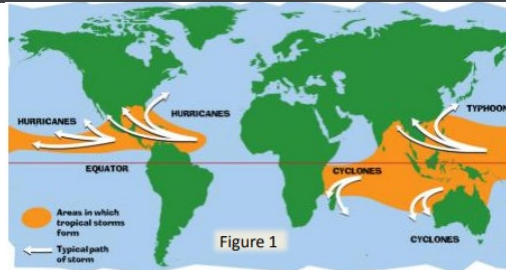 TYPHOON
HURRICANES
HURRICANES
EQUATOR
CYCLONES
Areas in which
tropical storms
form
Typical path
of storm
Figure 1
CYCLONES